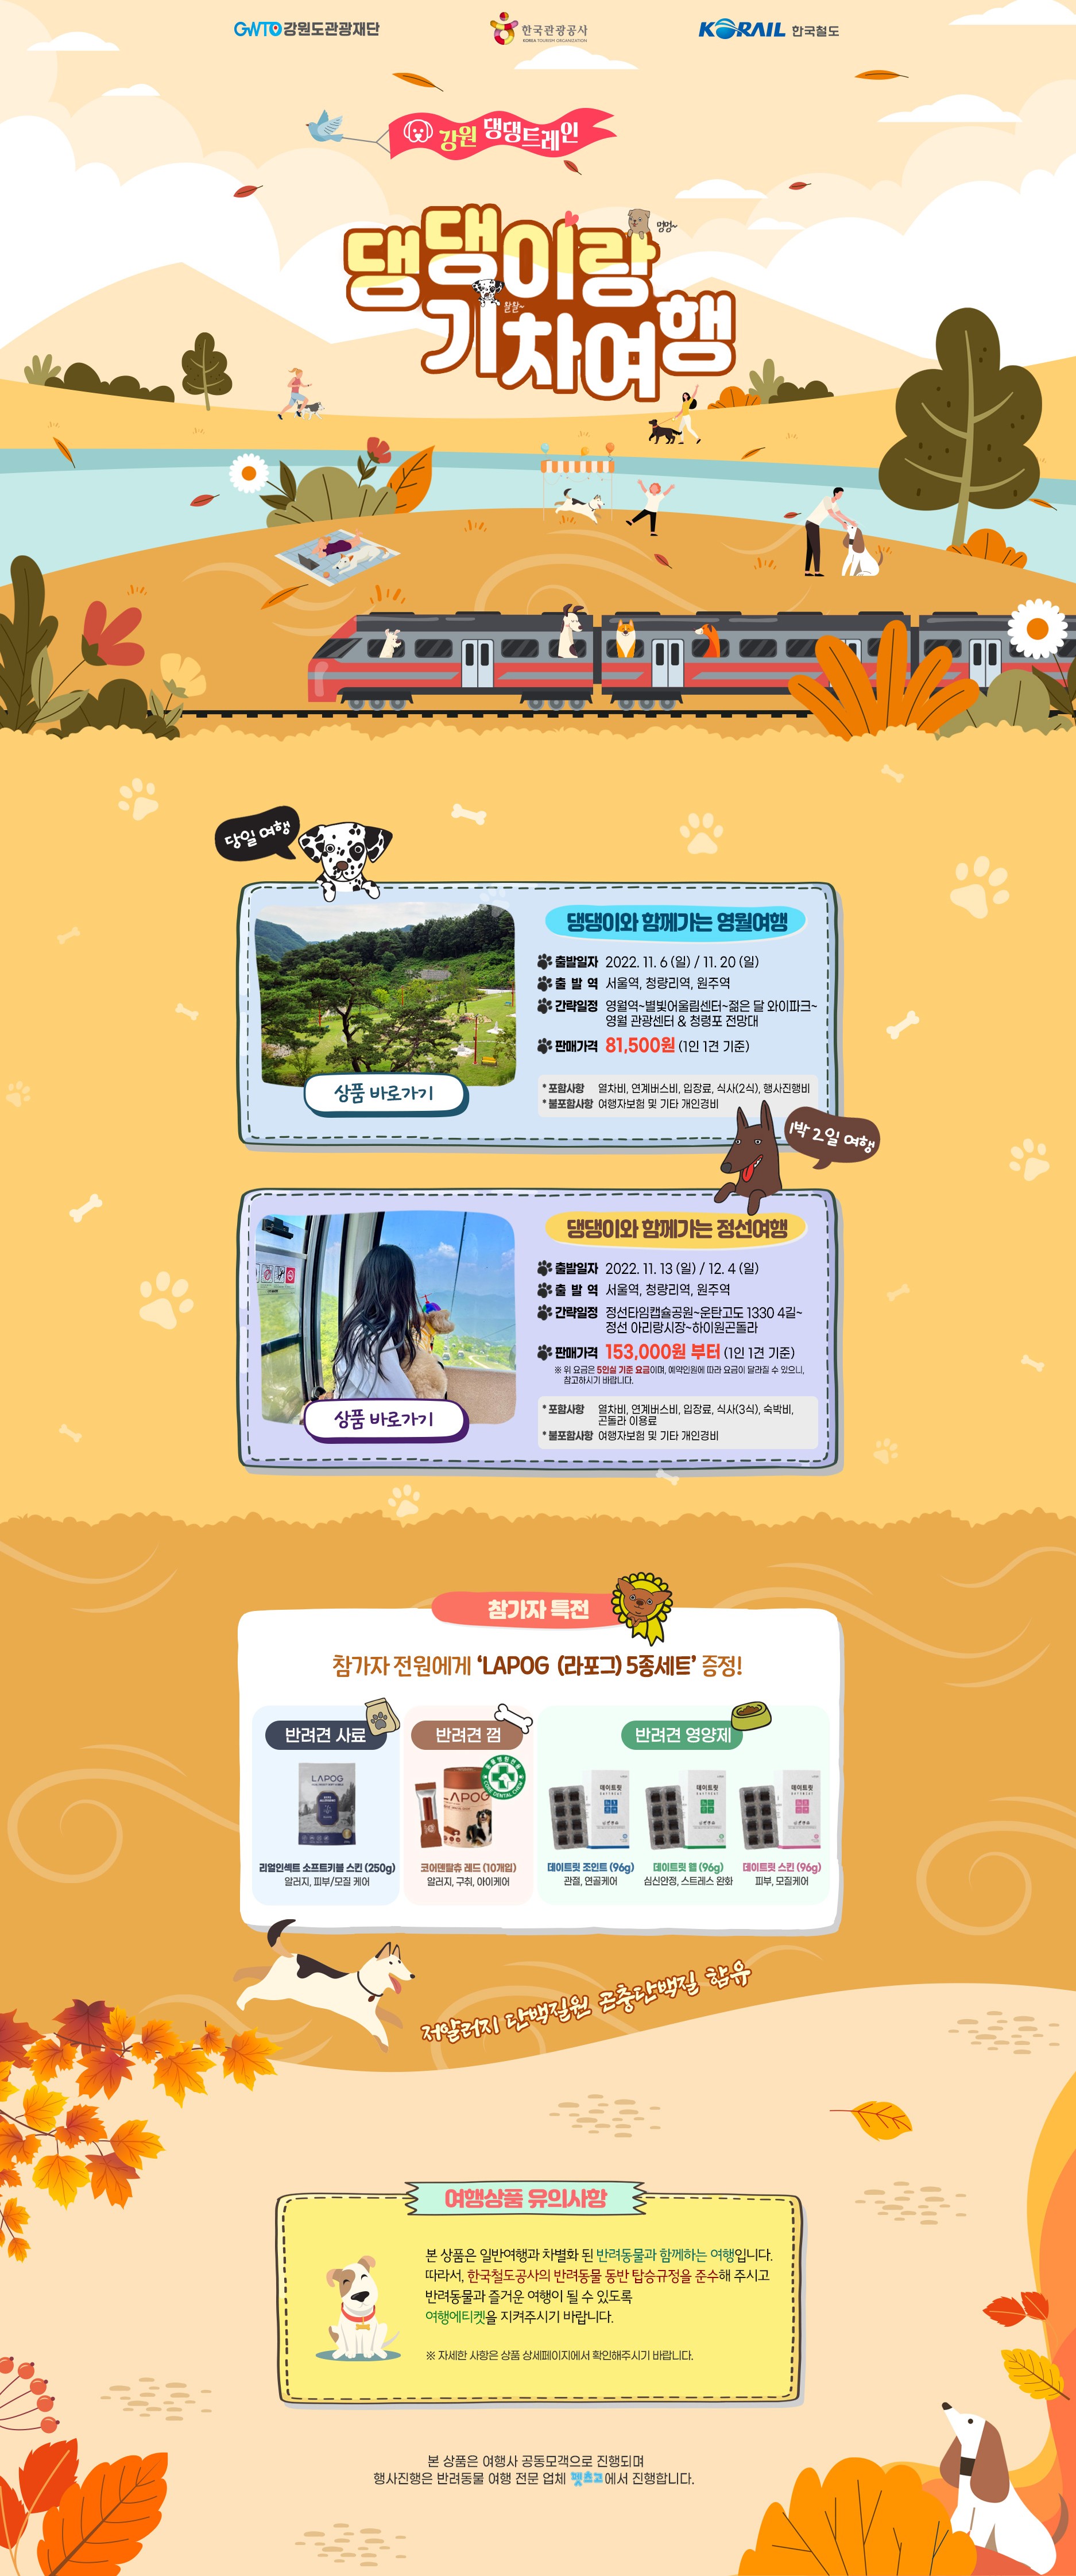 GWTO 강원도관광재단
한국관광공사
KOREA TOURISM ORGANIZATION
KORAIL 한국철도
강원 댕댕트레인
댕댕이랑
멍멍~
기차여행
당일 여행
댕댕이와 함께가는 영월여행
출발일자 2022. 11. 6 (일) / 11. 20 (일)
출 발 역 서울역, 청량리역, 원주역
간략일정 영월역~별빛어울림센터~젊은 달 와이파크~
영월 관광센터 & 청령포 전망대
판매가격 81,500원 (1인 1견 기준)
상품 바로가기
* 포함사항 열차비, 연계버스비, 입장료, 식사(2식), 행사진행비
* 불포함사항 여행자보험 및 기타 개인경비
1박 2일 여행
댕댕이와 함께가는 정선여행
출발일자 2022. 11. 13 (일) / 12. 4 (일)
출 발 역 서울역, 청량리역, 원주역
간략일정 정선타임캡슐공원~운탄고도 1330 4길~
정선 아리랑시장~하이원곤돌라
판매가격 153,000원 부터 (1인 1견 기준)
※ 위 요금은 5인실 기준 요금이며, 예약인원에 따라 요금이 달라질 수 있으니,
참고하시기 바랍니다.
상품 바로가기
* 포함사항 열차비, 연계버스비, 입장료, 식사(3식), 숙박비,
곤돌라 이용료
* 불포함사항 여행자보험 및 기타 개인경비
참가자 특전
참가자 전원에게 ‘LAPOG (라포그) 5종세트’ 증정!
반려견 사료
반려견 껌
반려견 영양제
LAPOG
LAPOG
데이트릿
데이트릿
데이트릿
리얼인섹트 소프트키블 스킨 (250g)
알러지, 피부/모질 케어
코어덴탈츄 레드 (10개입)
알러지, 구취, 아이케어
데이트릿 조인트 (96g)
관절, 연골케어
데이트릿 헴 (96g)
심신안정, 스트레스 완화
데이트릿 스킨 (96g)
피부, 모질케어
저알러지 단백질원 곤충단백질 함유
여행상품 유의사항
본 상품은 일반여행과 차별화 된 반려동물과 함께하는 여행입니다.
따라서, 한국철도공사의 반려동물 동반 탑승규정을 준수해 주시고
반려동물과 즐거운 여행이 될 수 있도록
여행에티켓을 지켜주시기 바랍니다.
※ 자세한 사항은 상품 상세페이지에서 확인해주시기 바랍니다.
본 상품은 여행사 공동모객으로 진행되며
행사진행은 반려동물 여행 전문 업체 펫츠고에서 진행합니다.